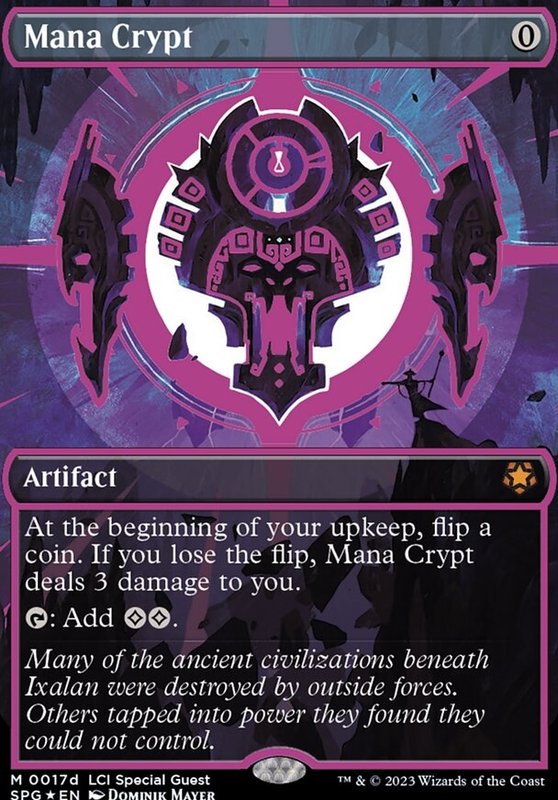 Mana Crypt 0
Artifact
At the beginning of your upkeep, flip a
coin. If you lose the flip, Mana Crypt
deals 3 damage to you.
: Add .
Many of the ancient civilizations beneath
Ixalan were destroyed by outside forces.
Others tapped into power they found they
could not control.
M 0017d LCI Special Guest
SPG★EN Dominik Mayer
™ & © 2023 Wizards of the Coast